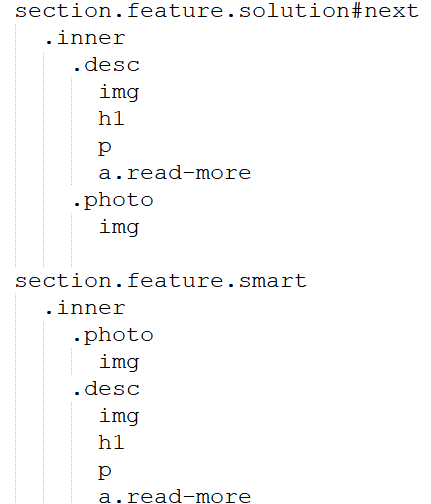 section.feature.solution#next
.inner
.desc
img
h1
p
a.read-more
.photo
img
section.feature.smart
.inner
.photo
img
.desc
img
h1
p
a.read-more